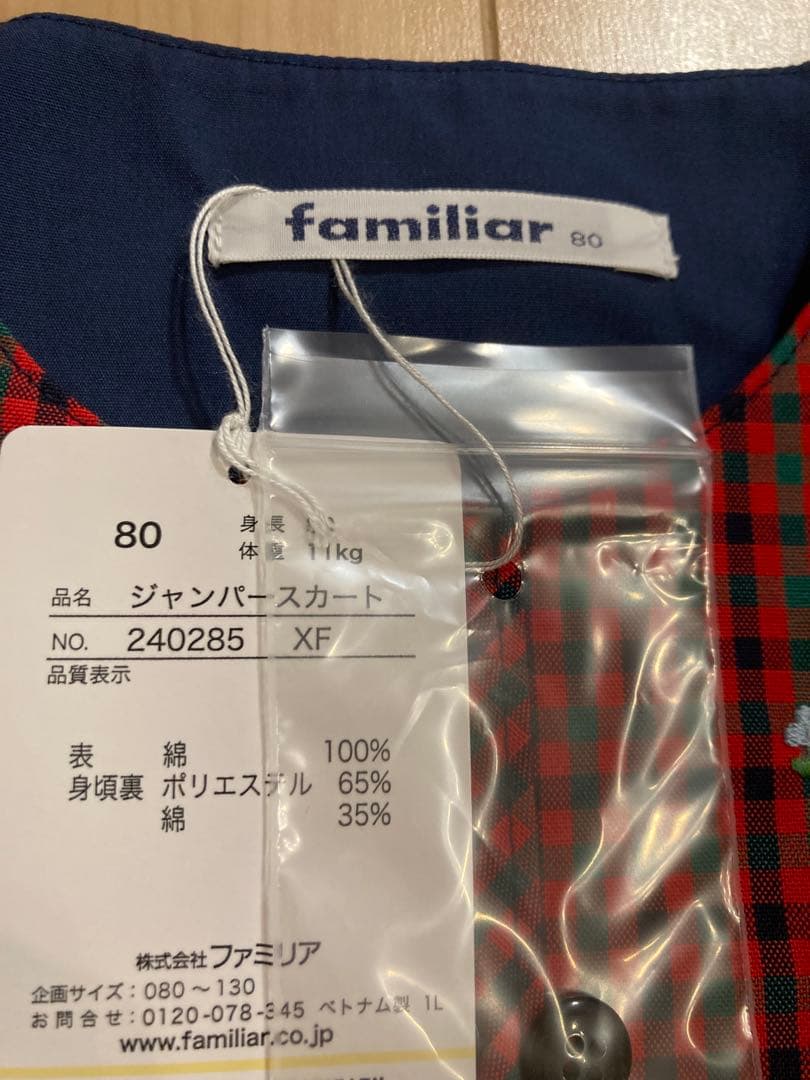 familiar 80
80
身長
体重 11kg
品名 ジャンパースカート
NO. 240285 XF
品質表示
表 綿 100%
身頃裏 ポリエステル 65%
綿 35%
株式会社ファミリア
企画サイズ：080〜130
お問合せ：0120-078-345 ベトナム製 1L
www.familiar.co.jp